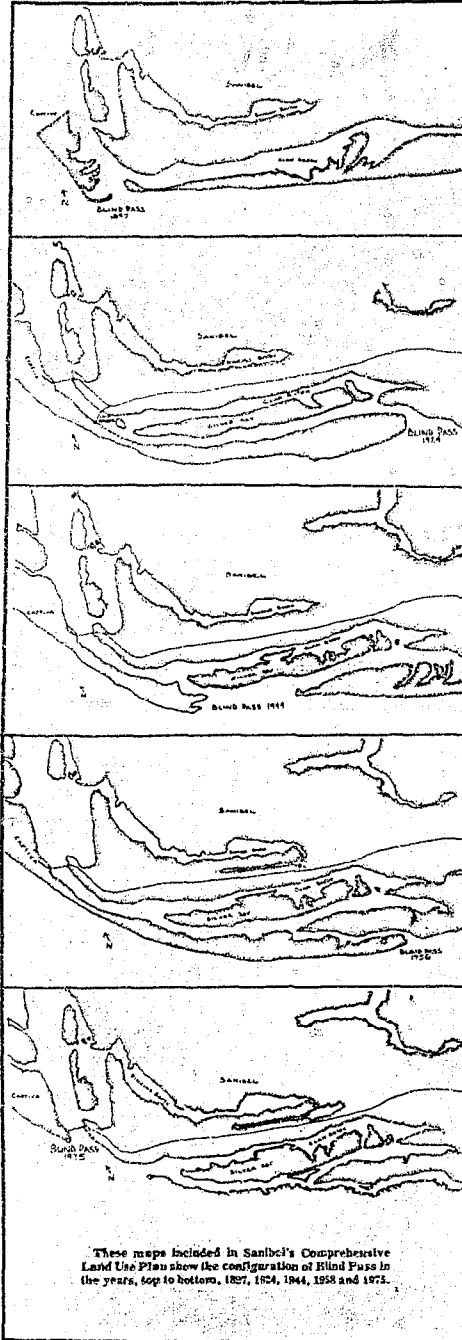 SANIBEL
CAPTIVA
N
BLIND PASS
1897
SANIBEL
BLIND PASS
1924
N
SANIBEL
CAPTIVA
N
BLIND PASS 1944
SANIBEL
CAPTIVA
SILVER KEY
N
BLIND PASS
SANIBEL
CAPTIVA
BLIND PASS
1975
SILVER KEY
N
These maps included in Sanibel's Comprehensive
Land Use Plan show the configuration of Blind Pass in
the years, top to bottom, 1897, 1924, 1944, 1958 and 1975.